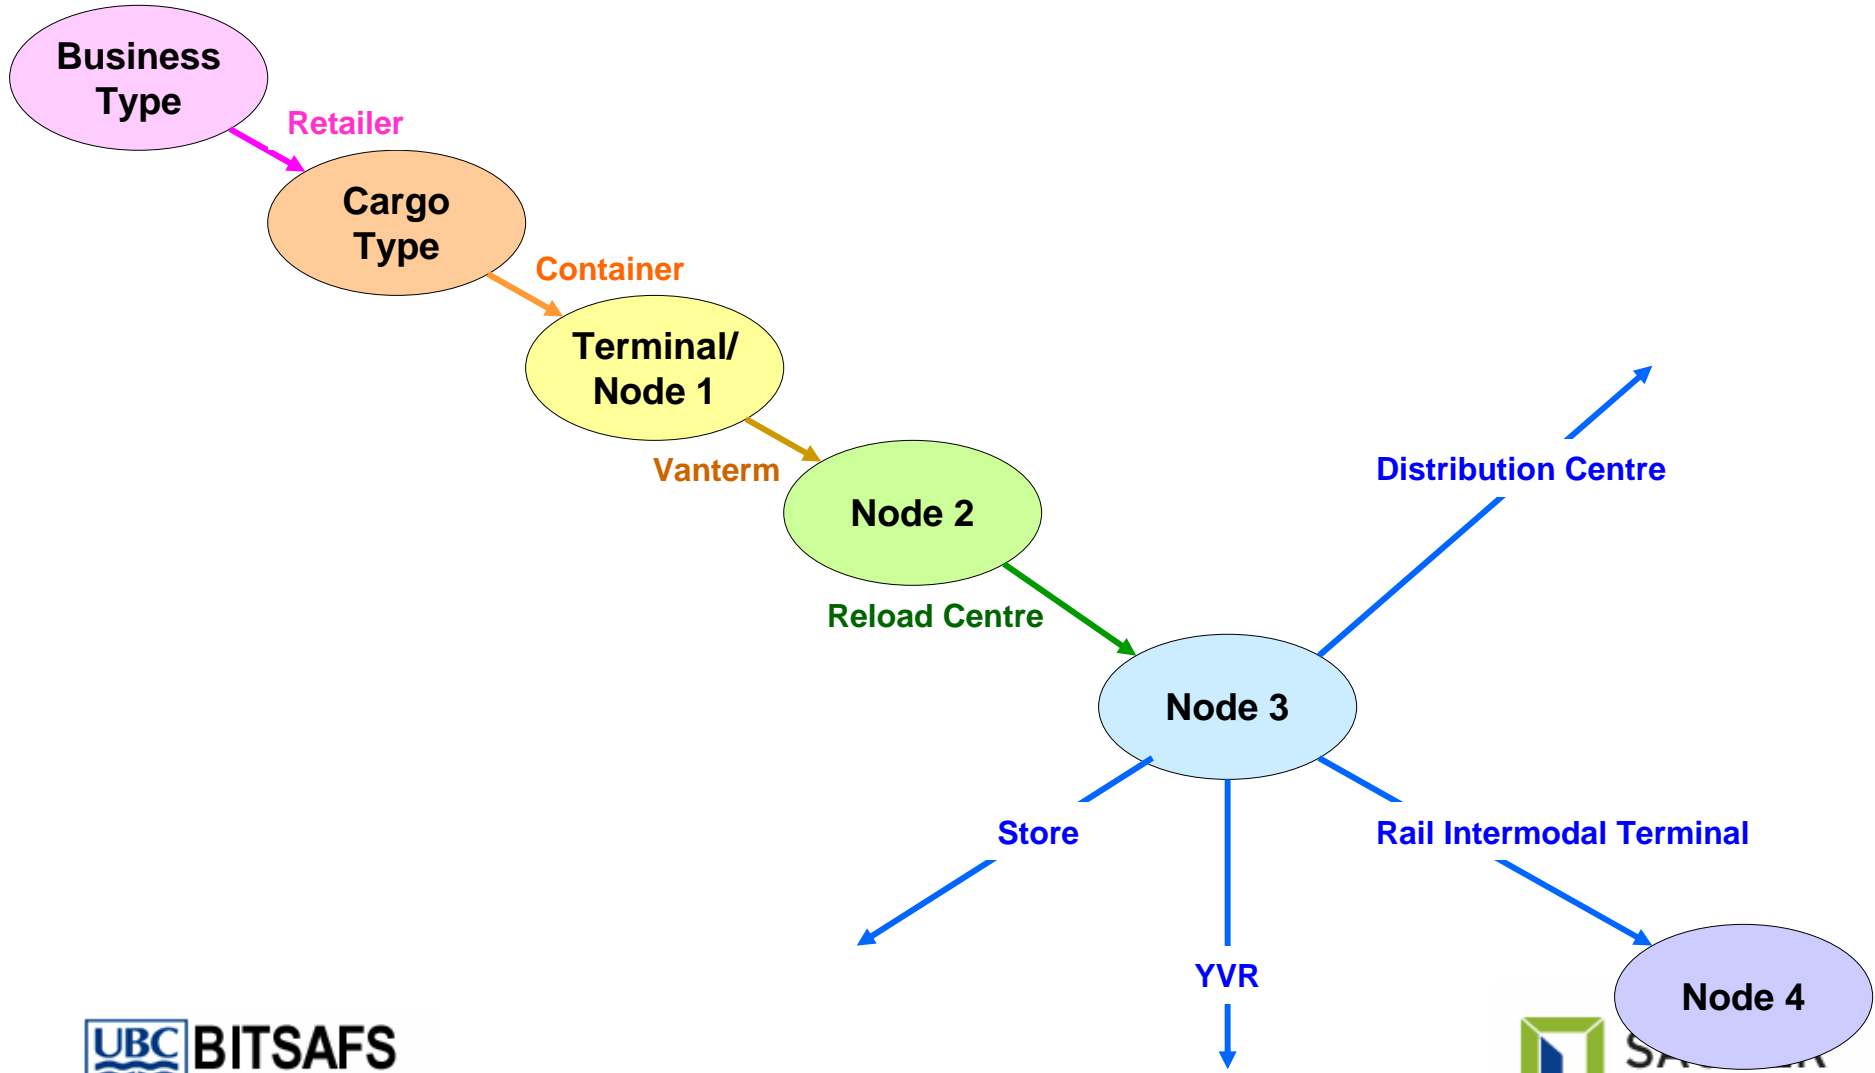 Business
Type
Retailer
Cargo
Type
Container
Terminal/
Node 1
Vanterm
Node 2
Distribution Centre
Reload Centre
Node 3
Store
Rail Intermodal Terminal
YVR
Node 4
UBC BITSAFS